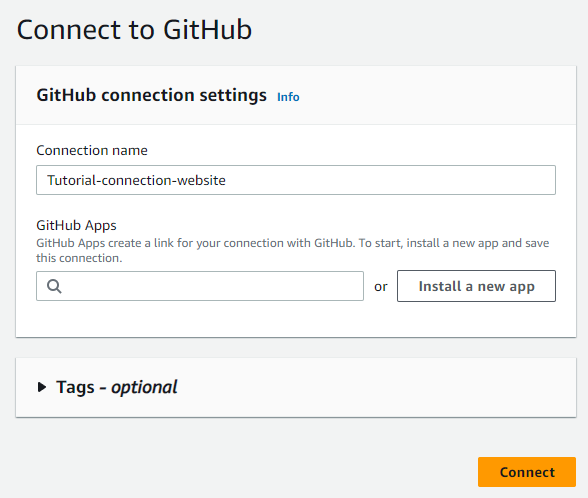 Connect to GitHub
GitHub connection settings Info
Connection name
Tutorial-connection-website
GitHub Apps
GitHub Apps create a link for your connection with GitHub. To start, install a new app and save
this connection.
or Install a new app
Tags - optional
Connect